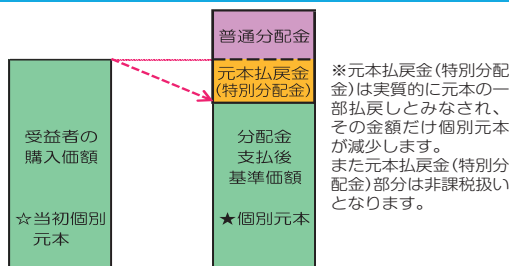 普通分配金
元本払戻金
(特別分配金)
受益者の
購入価額
☆当初個別
元本
分配金
支払後
基準価額
★個別元本
※元本払戻金(特別分配
金)は実質的に元本の一
部払戻しとみなされ、
その金額だけ個別元本
が減少します。
また元本払戻金(特別分
配金)部分は非課税扱い
となります。